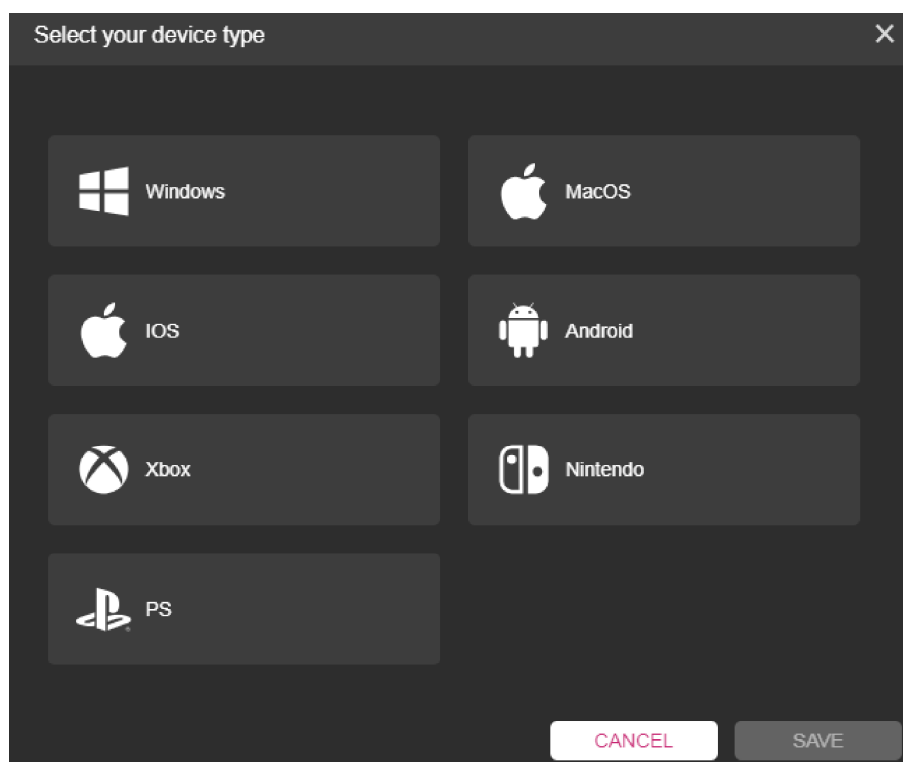 Select your device type
Windows
MacOS
IOS
Android
Xbox
Nintendo
PS
CANCEL
SAVE